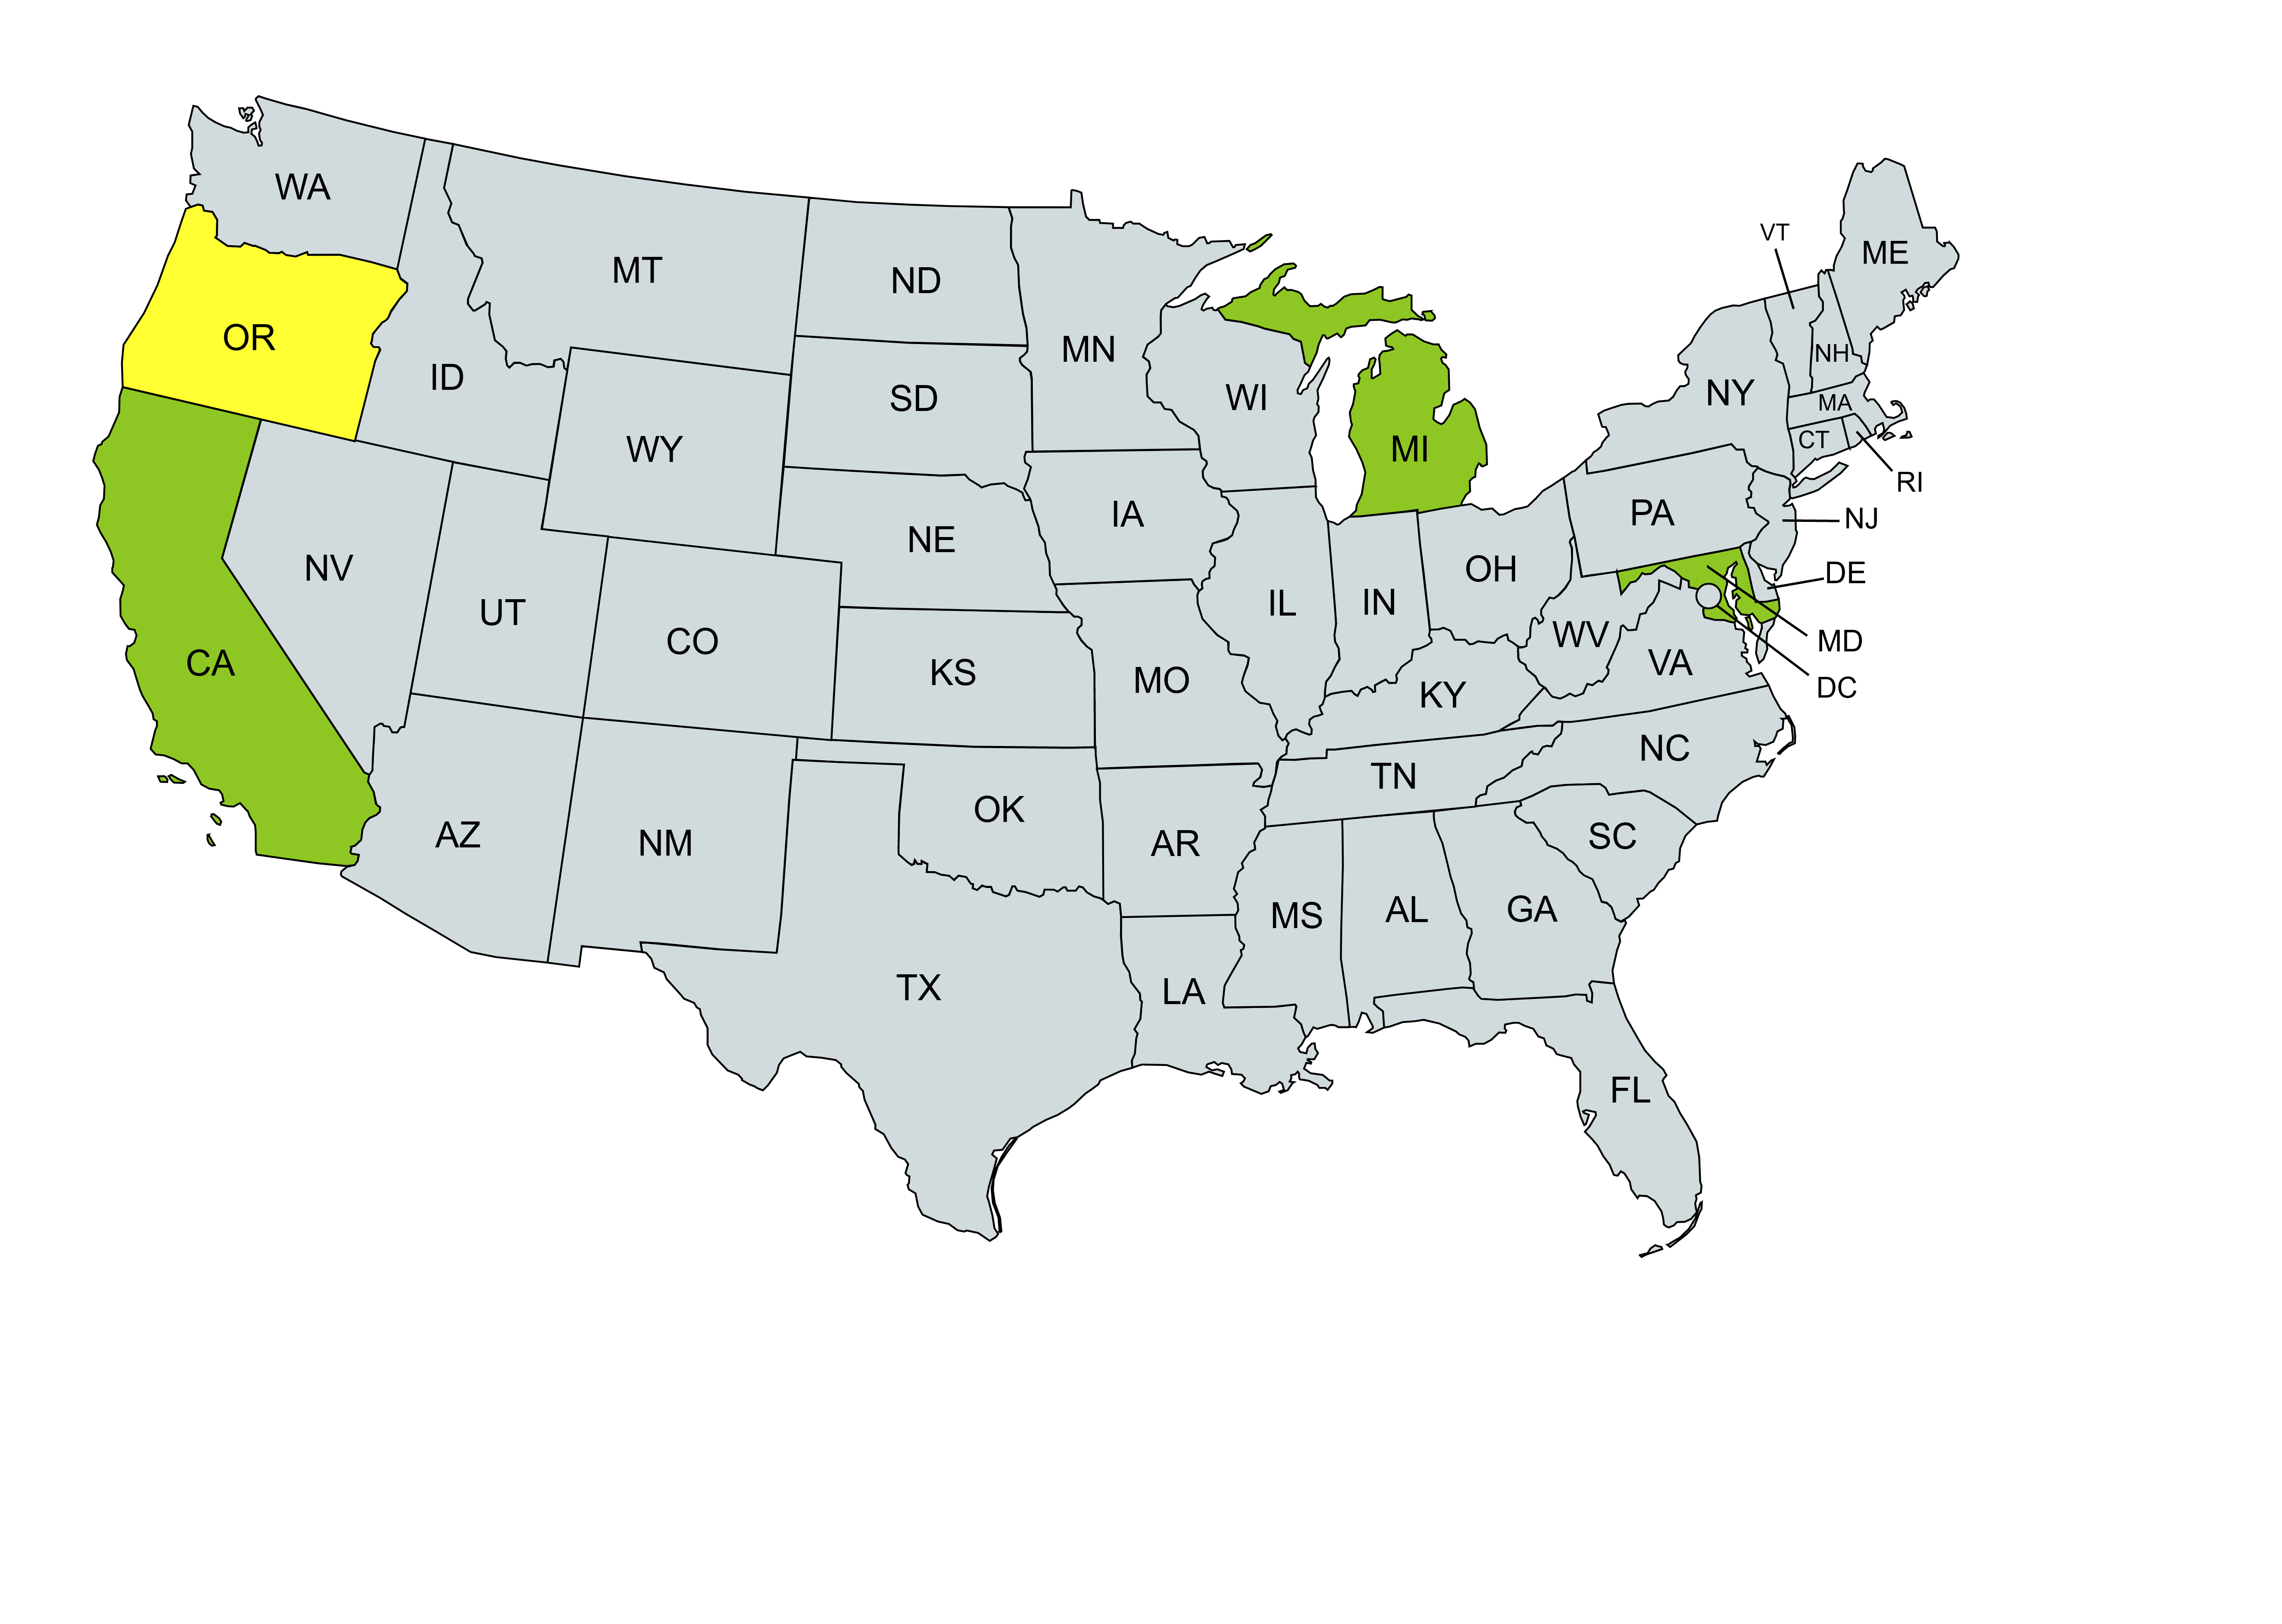 WA
MT
ND
MN
VT
ME
OR
ID
SD
WI
NY
NH
MA
WY
MI
CT
RI
NE
IA
PA
NJ
NV
UT
CO
IL
IN
OH
DE
WV
MD
CA
KS
MO
KY
VA
DC
AZ
NM
OK
AR
TN
NC
SC
TX
LA
MS
AL
GA
FL